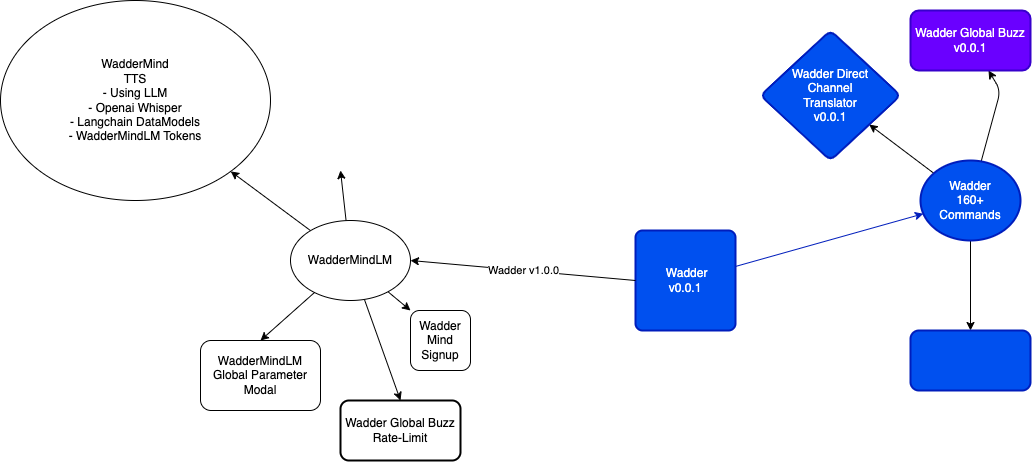 WadderMind
TTS
- Using LLM
- Openai Whisper
- Langchain DataModels
- WadderMindLM Tokens
Wadder Global Buzz
v0.0.1
Wadder Direct
Channel
Translator
v0.0.1
Wadder
160+
Commands
WadderMindLM
Wadder v1.0.0
Wadder
v0.0.1
Wadder
Mind
Signup
WadderMindLM
Global Parameter
Modal
Wadder Global Buzz
Rate-Limit